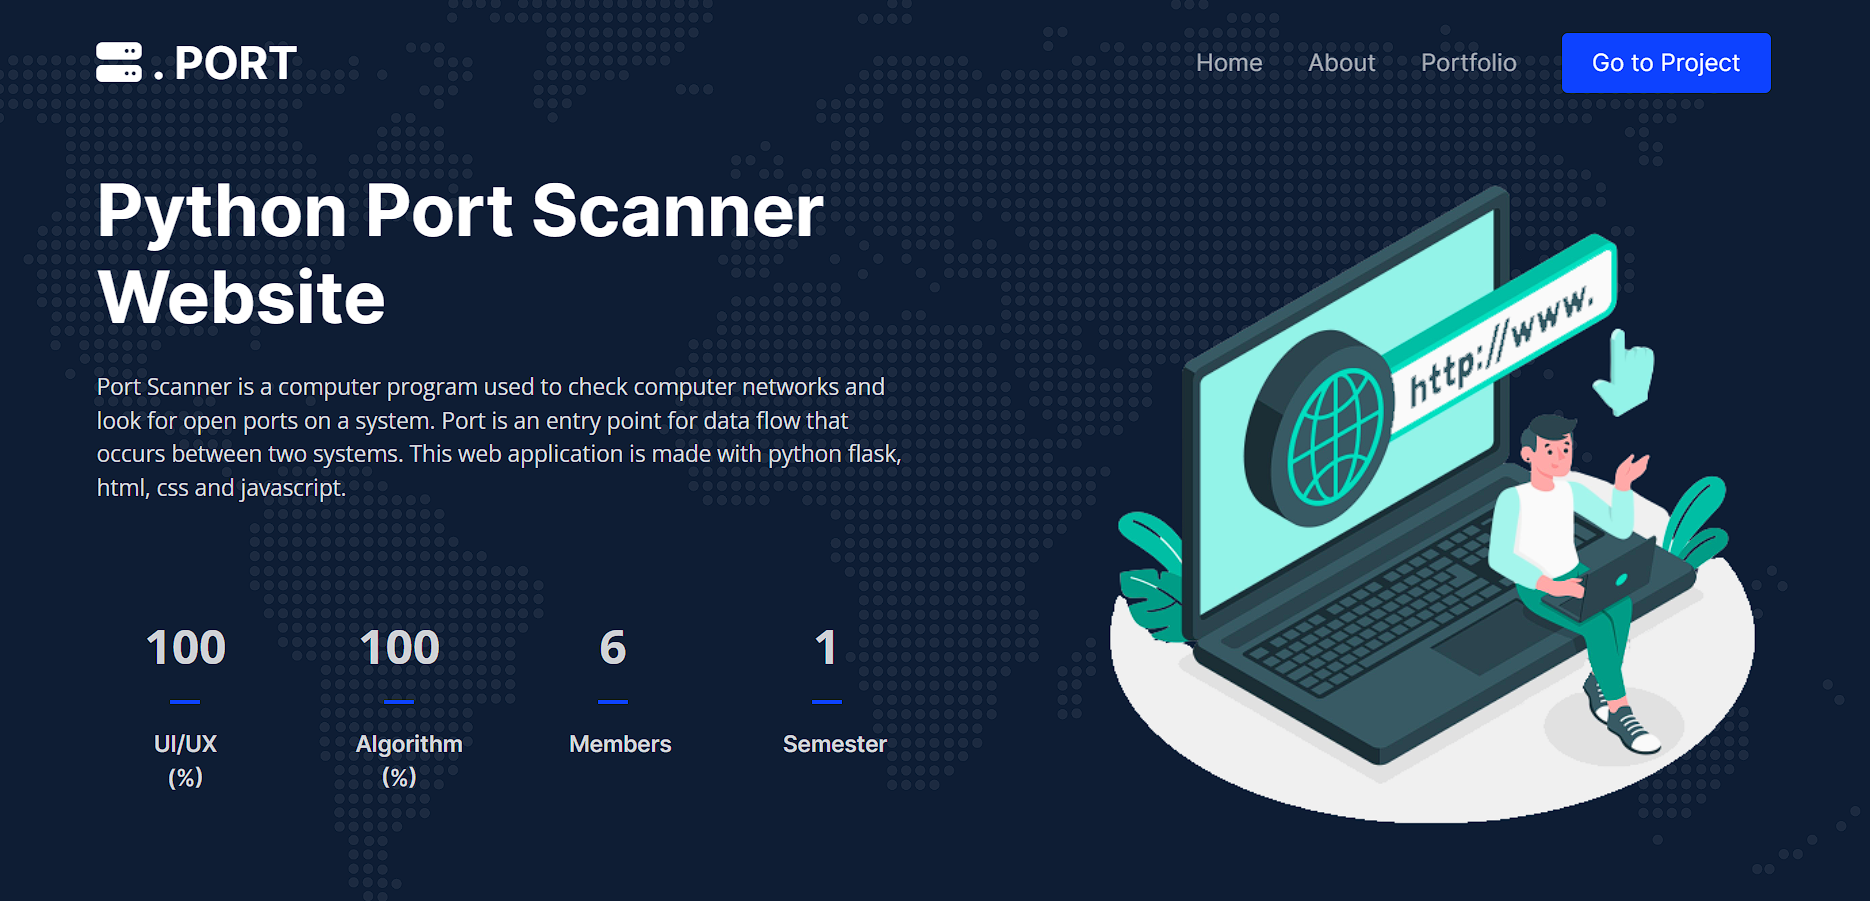 . PORT
Home
About
Portfolio
Go to Project
Python Port Scanner
Website
Port Scanner is a computer program used to check computer networks and
look for open ports on a system. Port is an entry point for data flow that
occurs between two systems. This web application is made with python flask,
html, css and javascript.
http://www.
100
100
6
1
UI/UX
(%)
Algorithm
(%)
Members
Semester